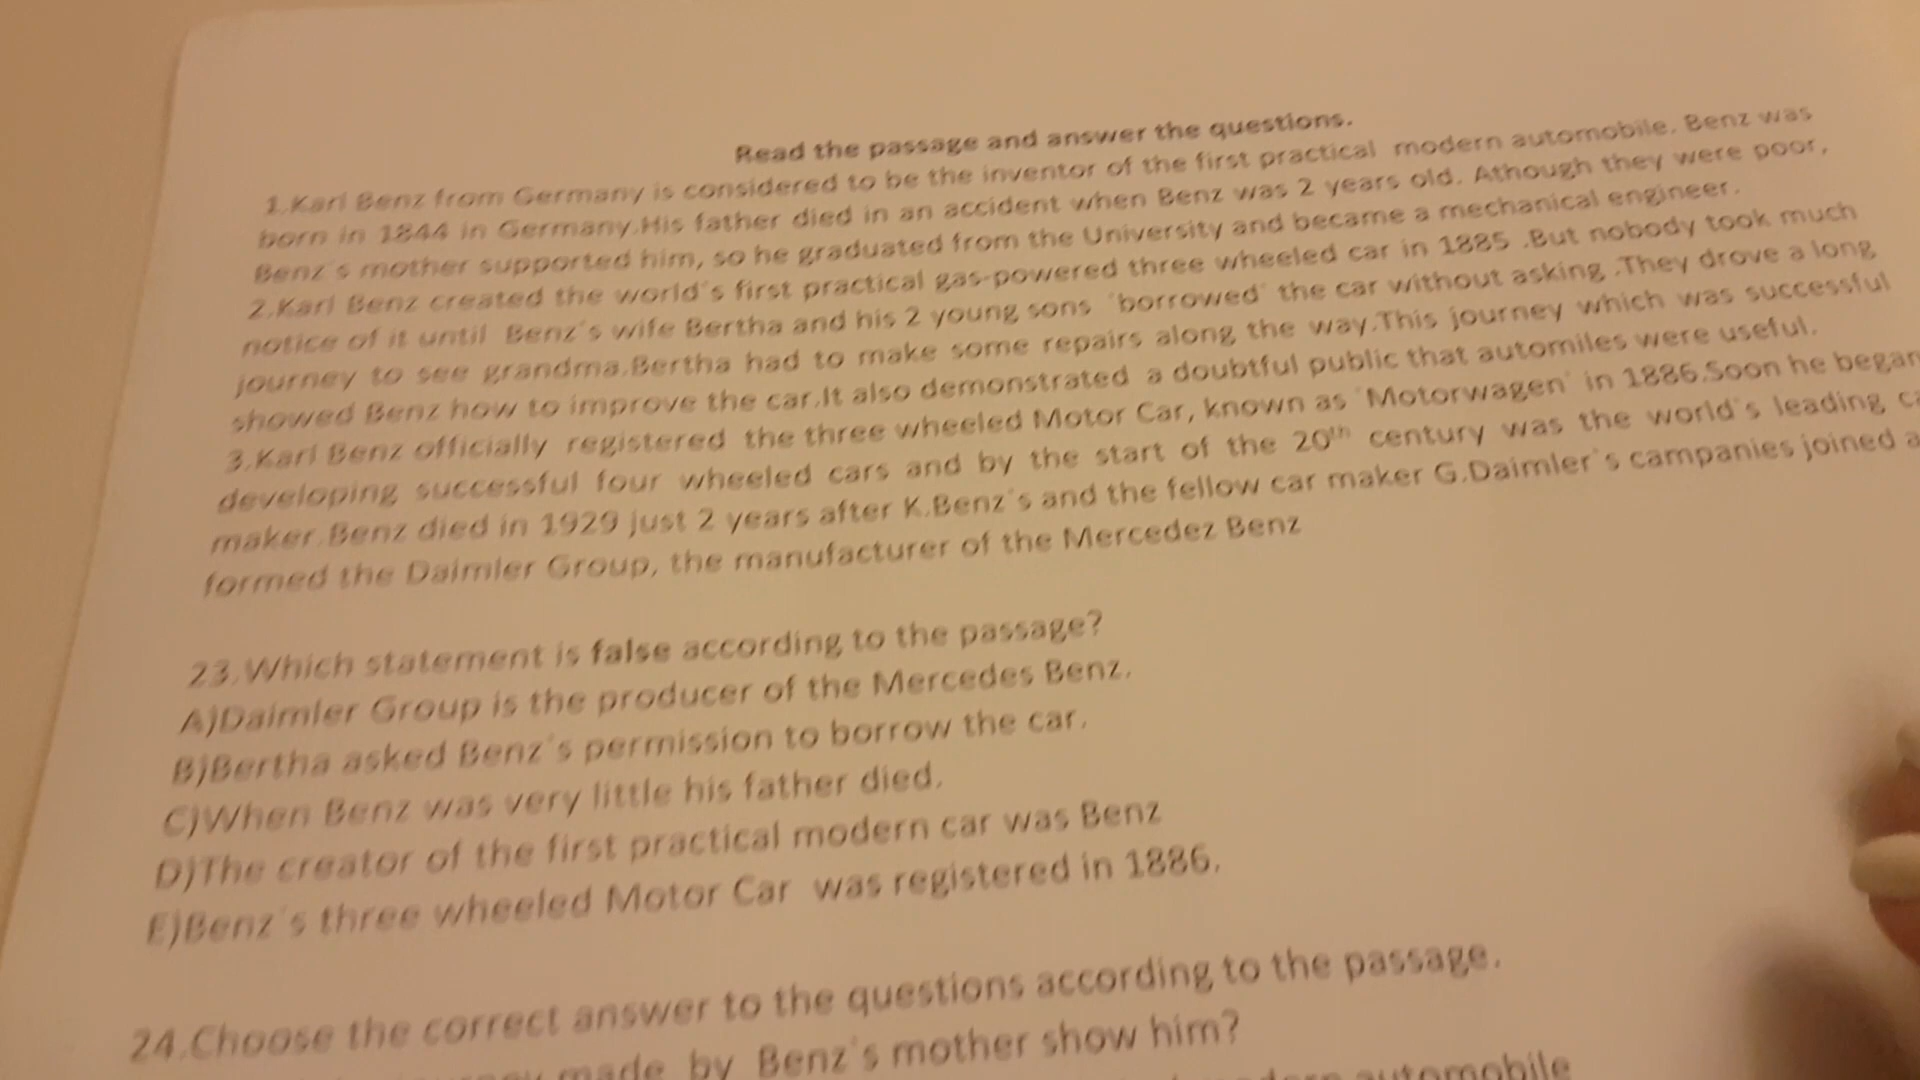 Read the passage and answer the questions.
1.Karl Benz from Germany is considered to be the inventor of the first practical modern automobile. Benz was
born in 1844 in Germany.His father died in an accident when Benz was 2 years old. Athough they were poor,
Benz's mother supported him, so he graduated from the University and became a mechanical engineer.
2.Karl Benz created the world's first practical gas-powered three wheeled car in 1885 .But nobody took much
notice of it until Benz's wife Bertha and his 2 young sons 'borrowed' the car without asking .They drove a long
journey to see grandma.Bertha had to make some repairs along the way.This journey which was successful
showed Benz how to improve the car.It also demonstrated a doubtful public that automiles were useful.
3.Karl Benz officially registered the three wheeled Motor Car, known as 'Motorwagen' in 1886.Soon he began
developing successful four wheeled cars and by the start of the 20th century was the world's leading
maker.Benz died in 1929 just 2 years after K.Benz's and the fellow car maker G.Daimler's campanies joined
formed the Daimler Group, the manufacturer of the Mercedez Benz
23.Which statement is false according to the passage?
A)Daimler Group is the producer of the Mercedes Benz.
B)Bertha asked Benz's permission to borrow the car.
C)When Benz was very little his father died.
D)The creator of the first practical modern car was Benz
E)Benz's three wheeled Motor Car was registered in 1886.
24.Choose the correct answer to the questions according to the passage.
made by Benz's mother show him?
automobile